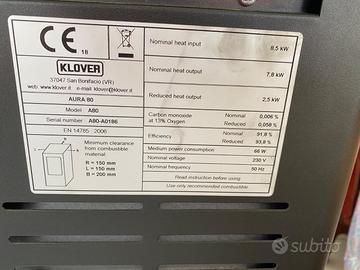 CE
18
KLOVER
37047 San Bonifacio (VR)
web: www.klover.it e-mail: klover@klover.it
AURA 80
Model A80
Serial number A80-A0186
EN 14785 : 2006
Minimum clearance
from combustible
material
R = 150 mm
L = 150 mm
B = 200 mm
Nominal heat input 8,5 kW
Nominal heat output 7,8 kW
Reduced heat output 2,5 kW
Carbon monoxide
at 13% Oxygen
Nominal 0,006 %
Reduced 0,058 %
Efficiency 91,8 %
93,8 %
Medium power consumption 66 W
Nominal voltage 230 V
Nominal frequency 50 Hz
Read instruction before using
Use only recommended combustible
subito